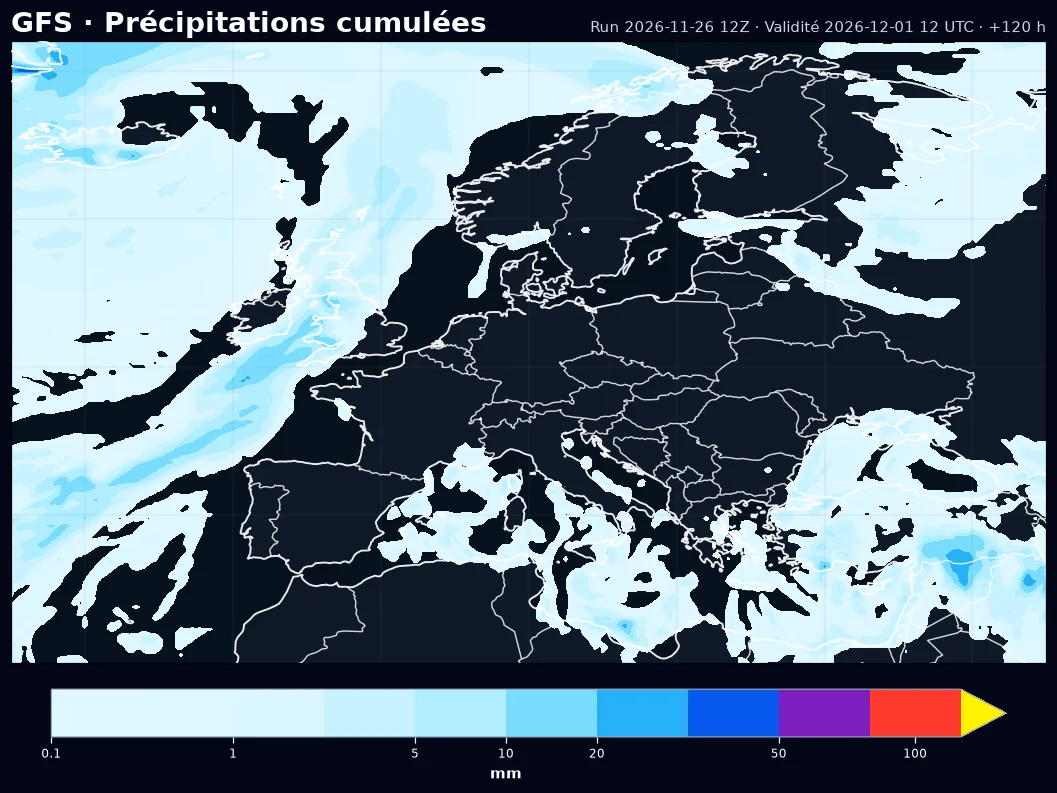 GFS · Précipitations cumulées
Run 2026-11-26 12Z · Validité 2026-12-01 12 UTC · +120 h
0.1 1 5 10 20 50 100
mm